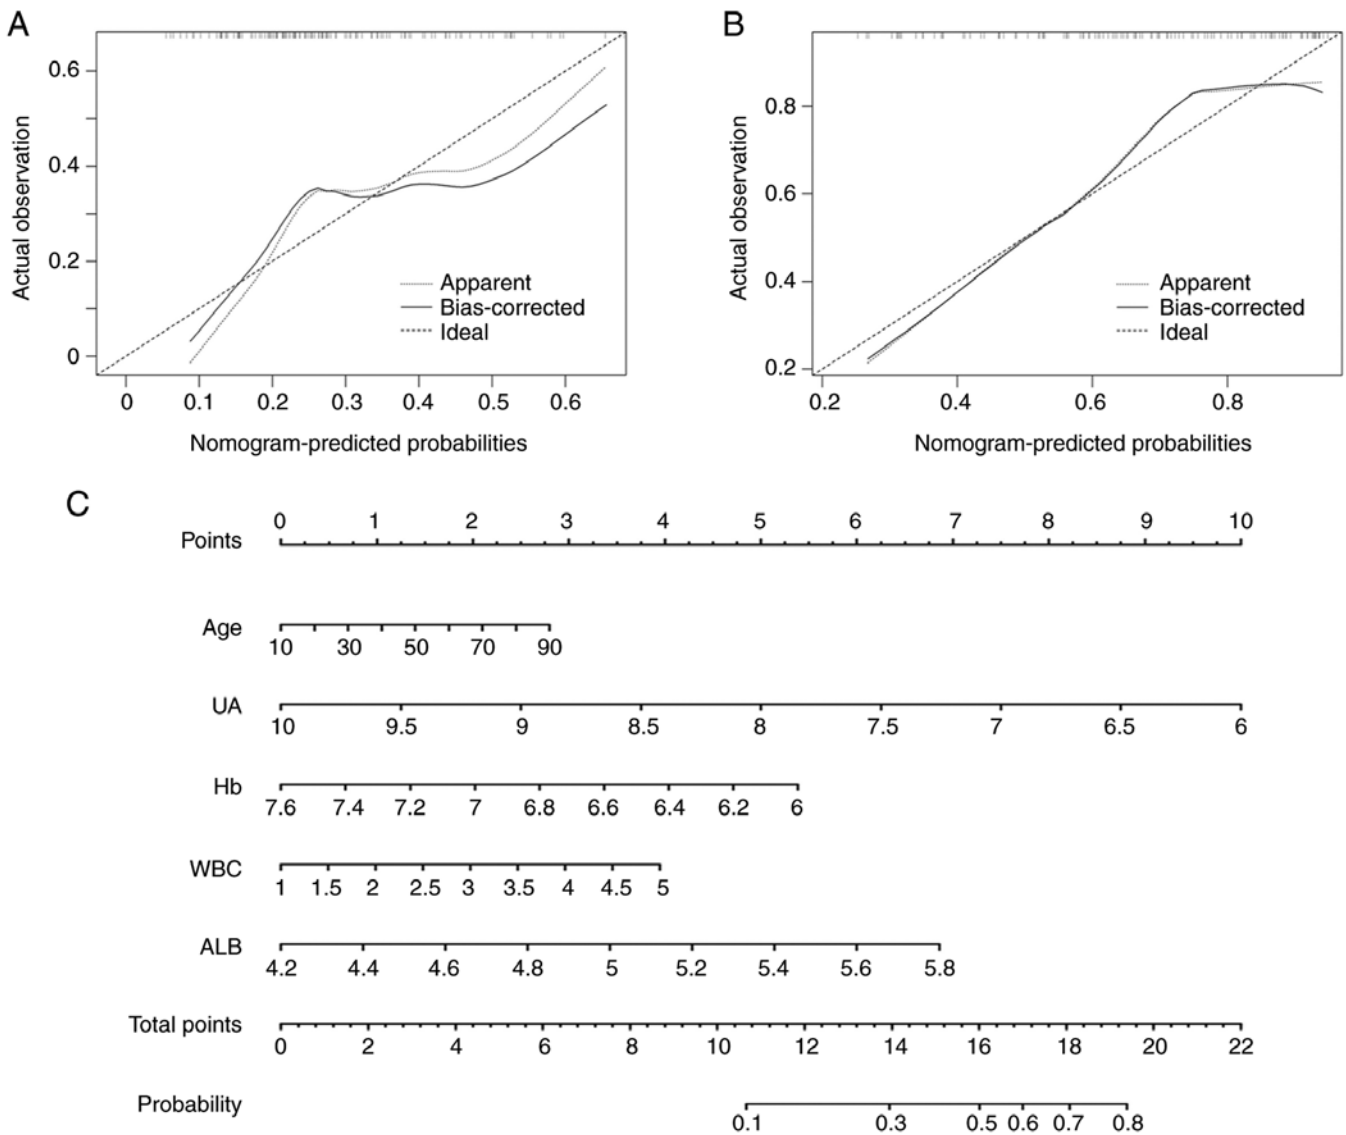 A
Actual observation
0.6
0.4
0.2
0
Apparent
Bias-corrected
Ideal
0 0.1 0.2 0.3 0.4 0.5 0.6
Nomogram-predicted probabilities
B
Actual observation
0.8
0.6
0.4
0.2
Apparent
Bias-corrected
Ideal
0.2 0.4 0.6 0.8
Nomogram-predicted probabilities
C
Points 0 1 2 3 4 5 6 7 8 9 10
Age 10 30 50 70 90
UA 10 9.5 9 8.5 8 7.5 7 6.5 6
Hb 7.6 7.4 7.2 7 6.8 6.6 6.4 6.2 6
WBC 1 1.5 2 2.5 3 3.5 4 4.5 5
ALB 4.2 4.4 4.6 4.8 5 5.2 5.4 5.6 5.8
Total points 0 2 4 6 8 10 12 14 16 18 20 22
Probability 0.1 0.3 0.5 0.6 0.7 0.8